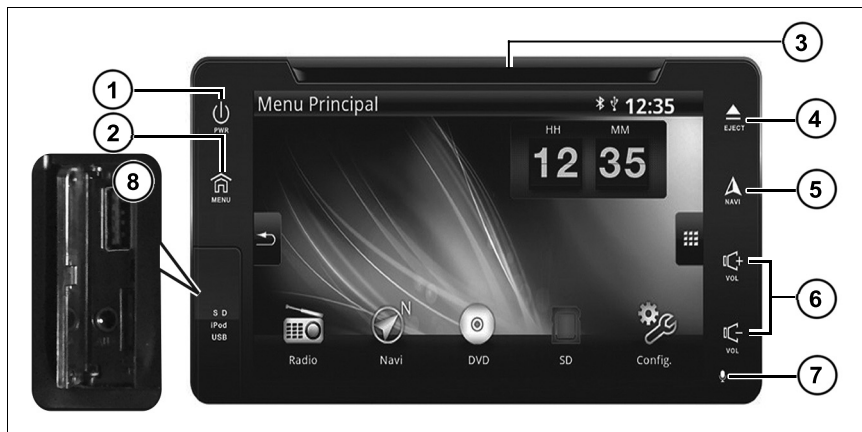 3
1
PWR
Menu Principal
12:35
EJECT
4
2
HH MM
12 35
8
MENU
NAVI
5
VOL
6
S D
iPod
USB
N
VOL
Radio Navi DVD SD Config.
7